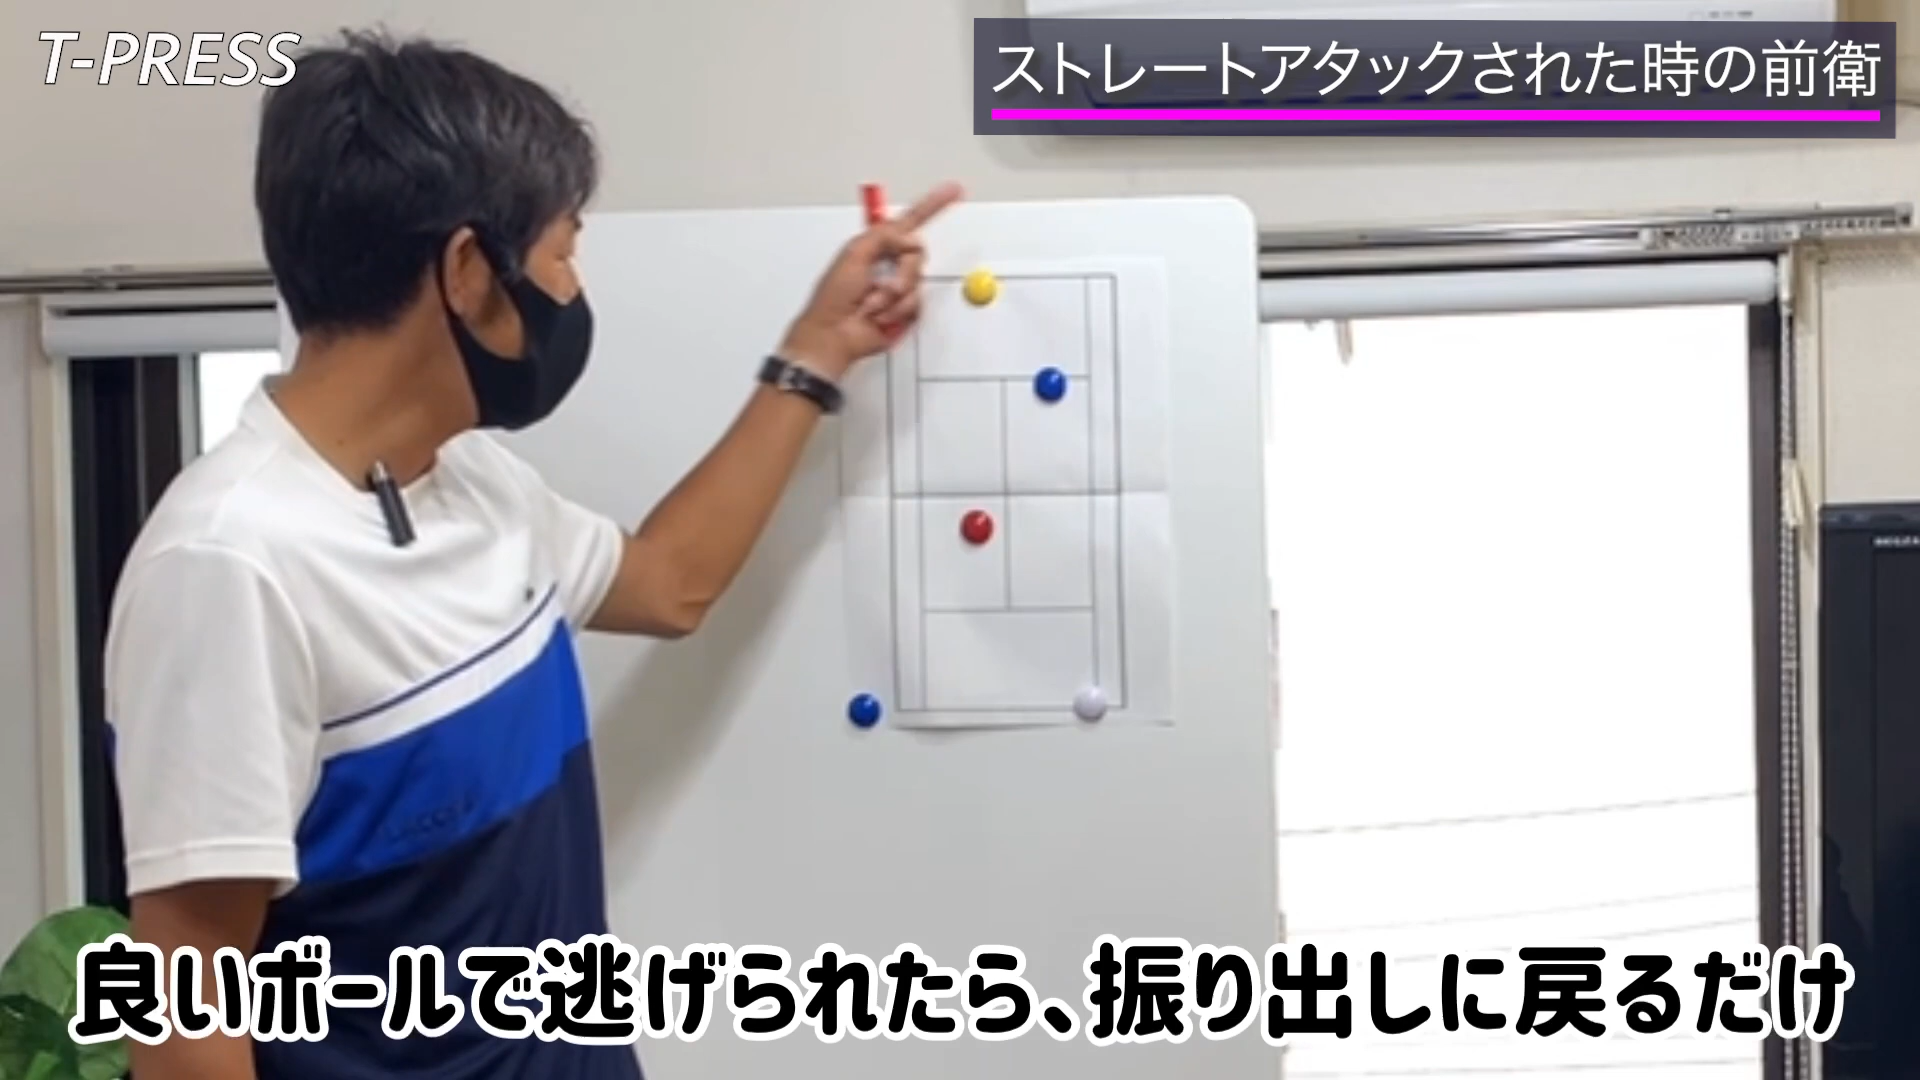 T-PRESS
ストレートアタックされた時の前衛
良いボールで逃げられたら、振り出しに戻るだけ